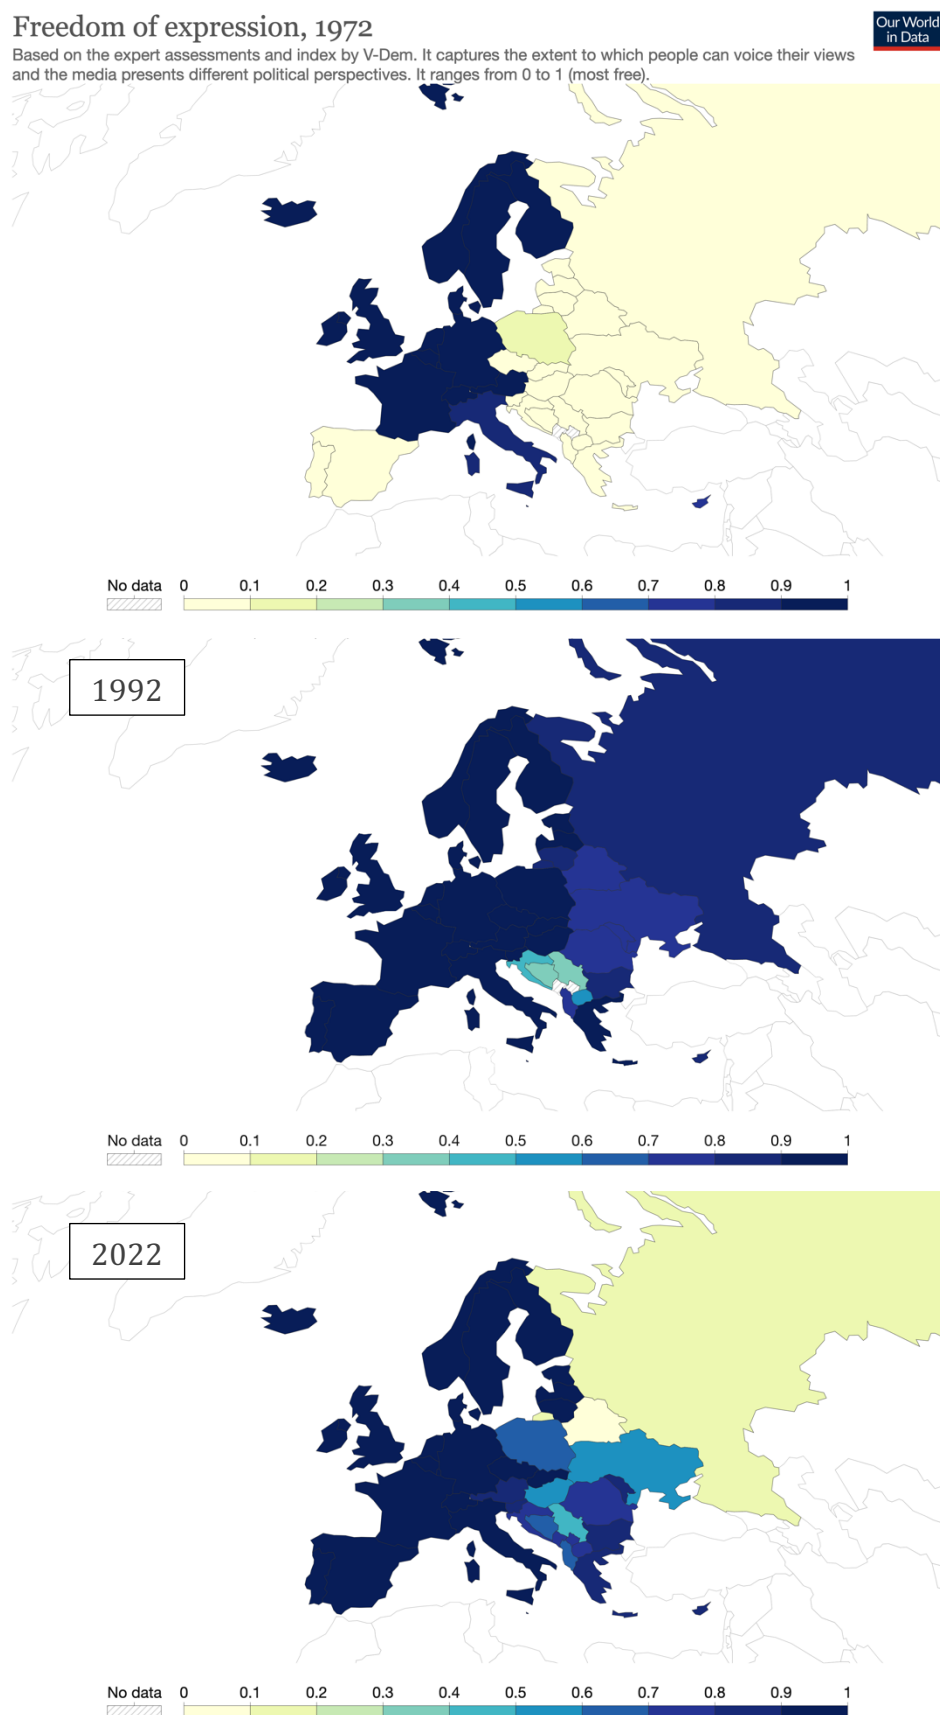 Freedom of expression, 1972
Our World
in Data
Based on the expert assessments and index by V-Dem. It captures the extent to which people can voice their views
and the media presents different political perspectives. It ranges from 0 to 1 (most free).
No data 0 0.1 0.2 0.3 0.4 0.5 0.6 0.7 0.8 0.9 1
1992
No data 0 0.1 0.2 0.3 0.4 0.5 0.6 0.7 0.8 0.9 1
2022
No data 0 0.1 0.2 0.3 0.4 0.5 0.6 0.7 0.8 0.9 1